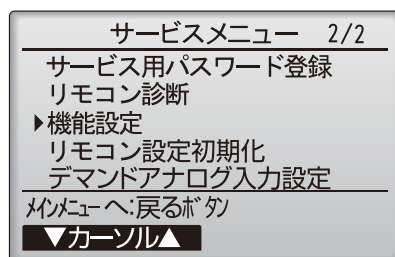 サービスメニュー 2/2
サービス用パスワード登録
リモコン診断
▶機能設定
リモコン設定初期化
デマンドアナログ入力設定
メインメニューへ:戻るボタン
▼カーソル▲